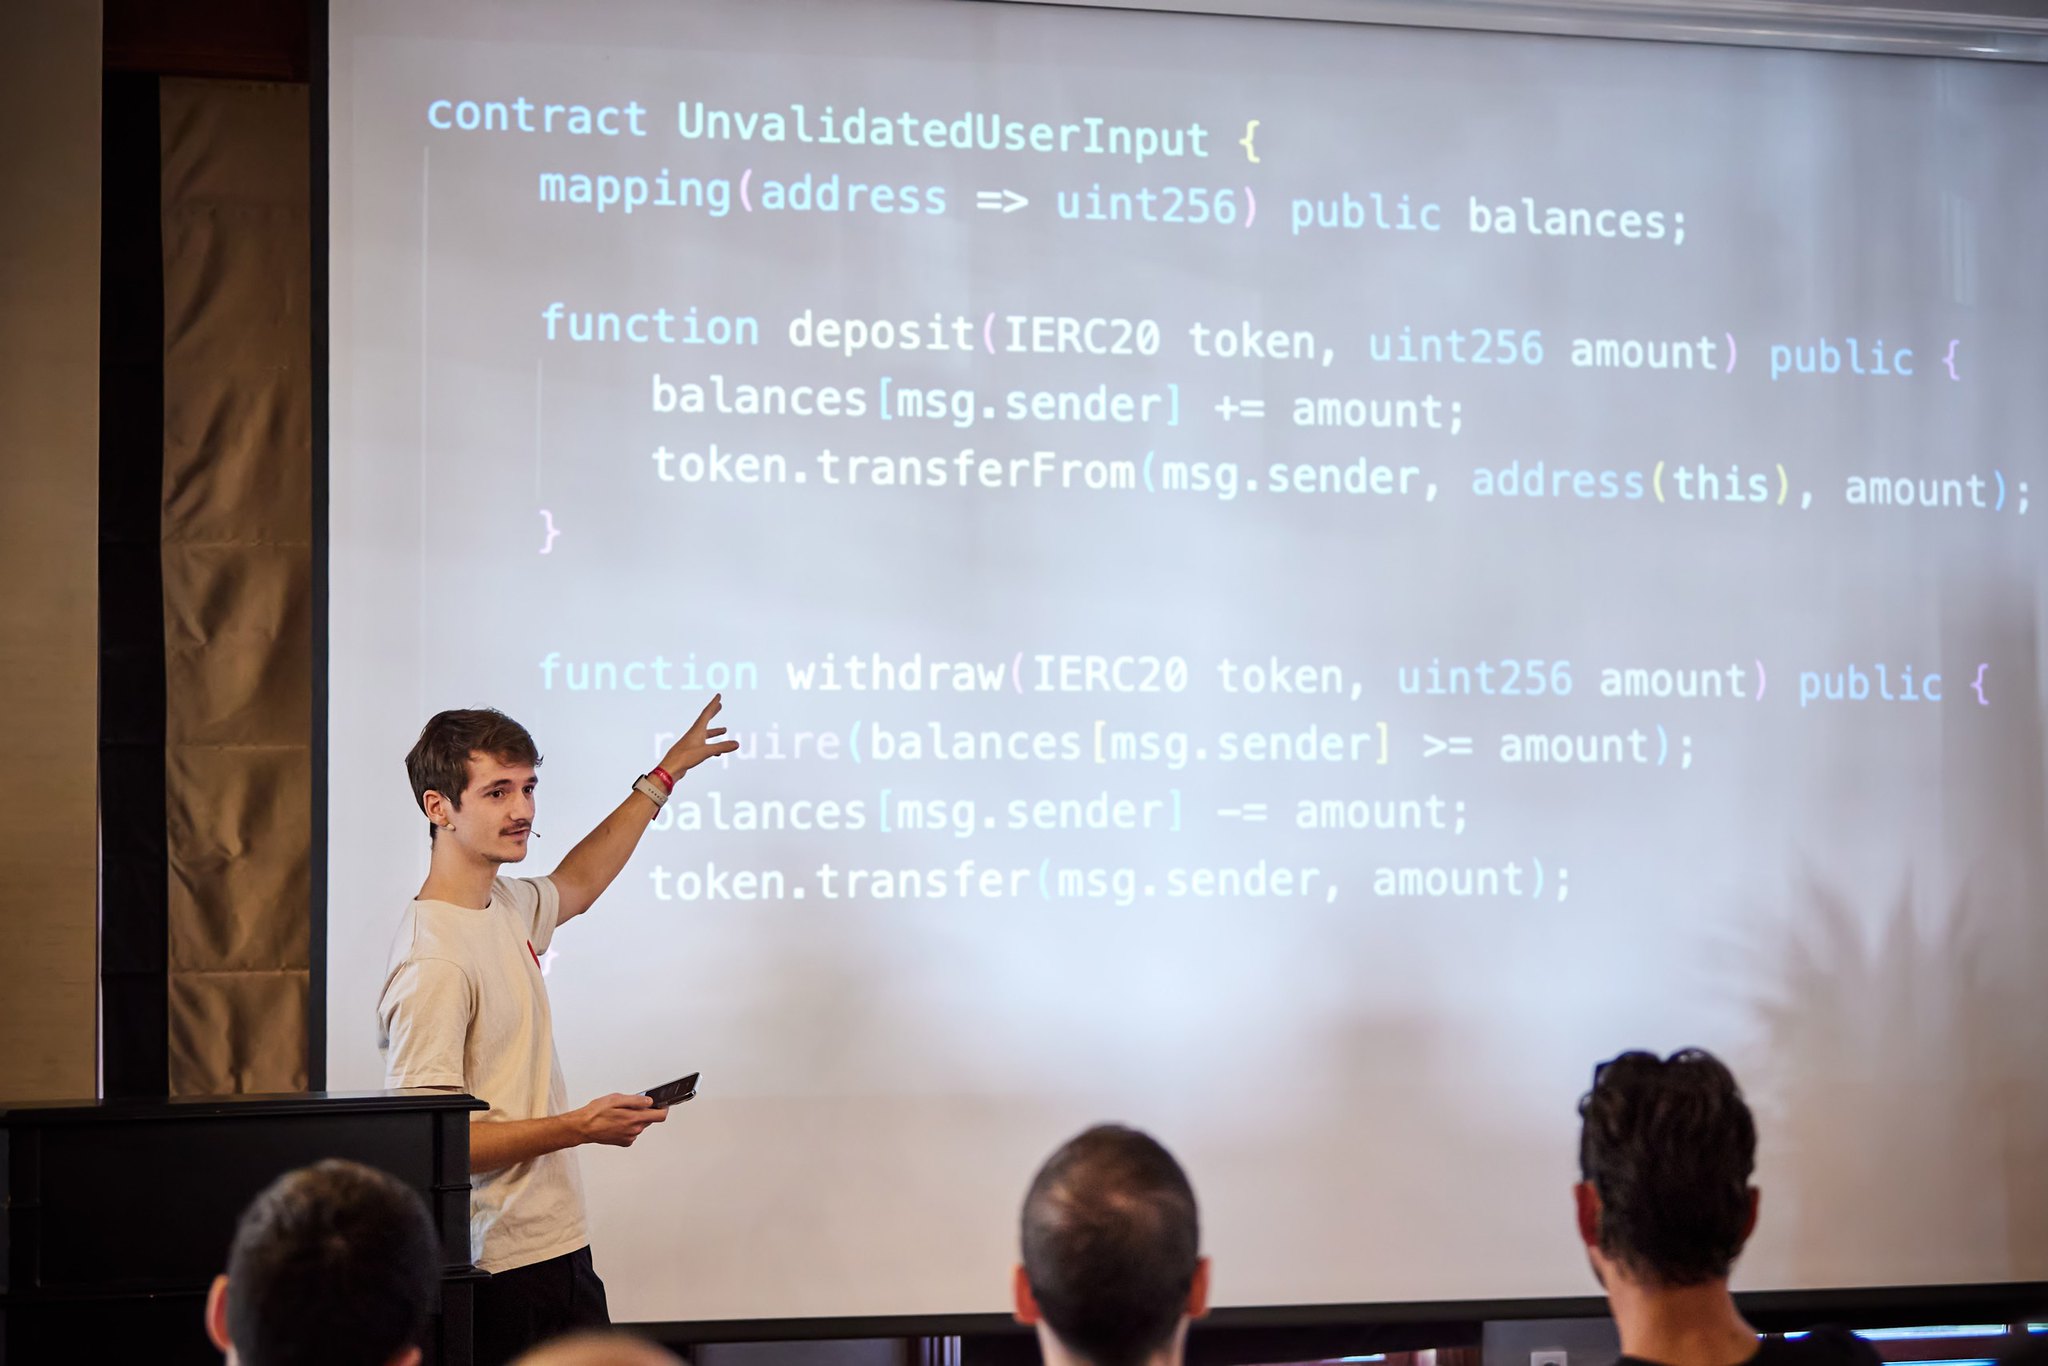 contract UnvalidatedUserInput {
mapping(address => uint256) public balances;
function deposit(IERC20 token, uint256 amount) public {
balances[msg.sender] += amount;
token.transferFrom(msg.sender, address(this), amount);
}
function withdraw(IERC20 token, uint256 amount) public {
require(balances[msg.sender] >= amount);
balances[msg.sender] -= amount;
token.transfer(msg.sender, amount);
}